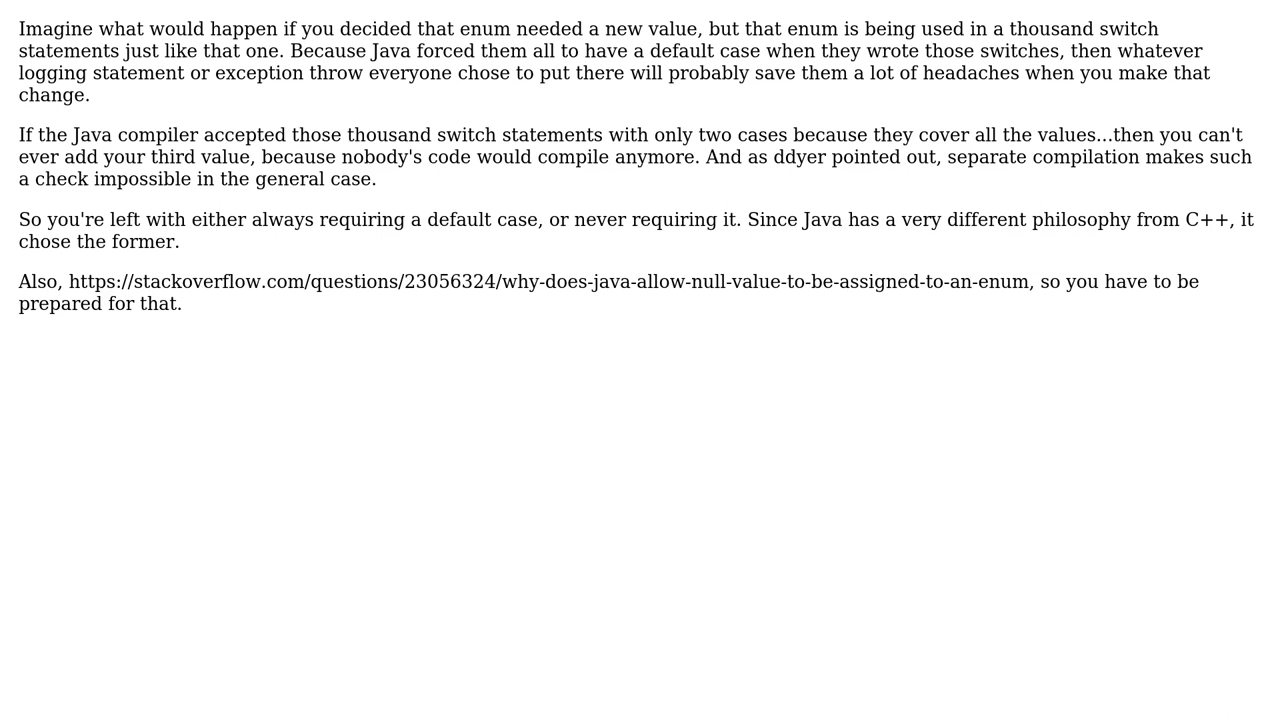 Imagine what would happen if you decided that enum needed a new value, but that enum is being used in a thousand switch
statements just like that one. Because Java forced them all to have a default case when they wrote those switches, then whatever
logging statement or exception throw everyone chose to put there will probably save them a lot of headaches when you make that
change.
If the Java compiler accepted those thousand switch statements with only two cases because they cover all the values...then you can't
ever add your third value, because nobody's code would compile anymore. And as ddyer pointed out, separate compilation makes such
a check impossible in the general case.
So you're left with either always requiring a default case, or never requiring it. Since Java has a very different philosophy from C++, it
chose the former.
Also, https://stackoverflow.com/questions/23056324/why-does-java-allow-null-value-to-be-assigned-to-an-enum, so you have to be
prepared for that.